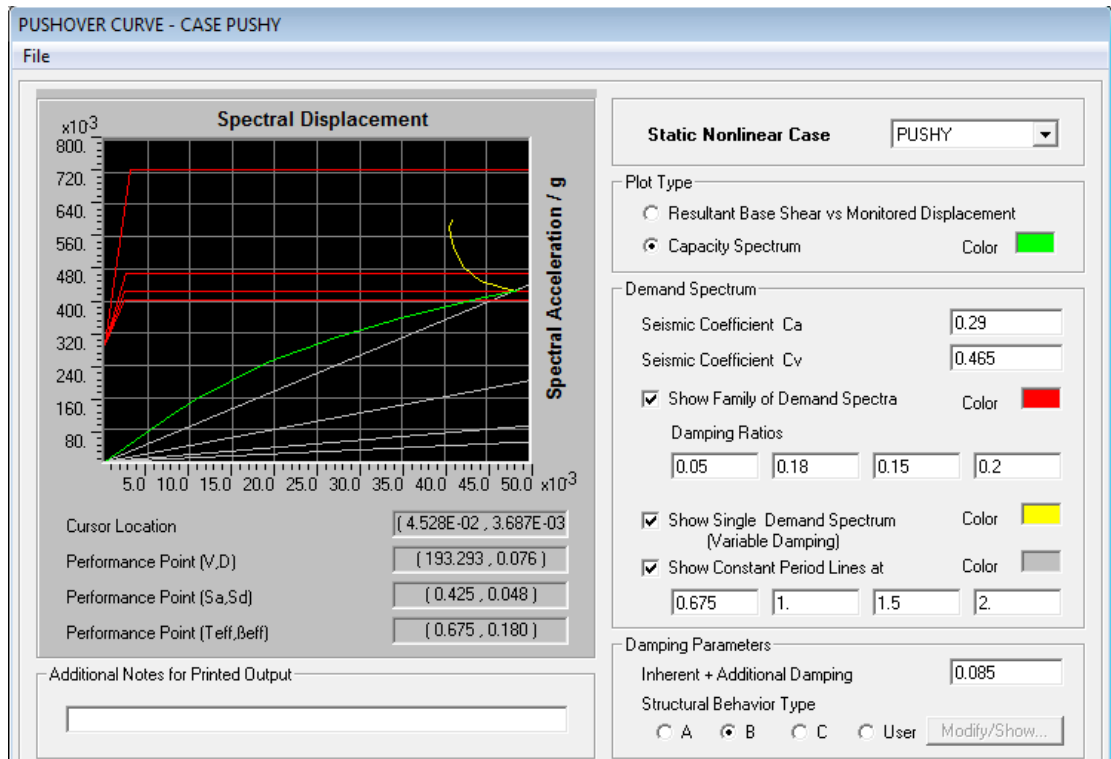 PUSHOVER CURVE - CASE PUSHY
File
Spectral Displacement
x10-3
800.
720.
640.
560.
480.
400.
320.
240.
160.
80.
Spectral Acceleration / g
5.0 10.0 15.0 20.0 25.0 30.0 35.0 40.0 45.0 50.0 x10-3
Cursor Location ( 4.528E-02 , 3.687E-03
Performance Point (V,D) ( 193.293 , 0.076 )
Performance Point (Sa,Sd) ( 0.425 , 0.048 )
Performance Point (Teff,βeff) ( 0.675 , 0.180 )
Additional Notes for Printed Output
Static Nonlinear Case PUSHY
Plot Type
Resultant Base Shear vs Monitored Displacement
Capacity Spectrum Color
Demand Spectrum
Seismic Coefficient Ca 0.29
Seismic Coefficient Cv 0.465
Show Family of Demand Spectra Color
Damping Ratios
0.05 0.18 0.15 0.2
Show Single Demand Spectrum Color
(Variable Damping)
Show Constant Period Lines at Color
0.675 1. 1.5 2.
Damping Parameters
Inherent + Additional Damping 0.085
Structural Behavior Type
A B C User Modify/Show...